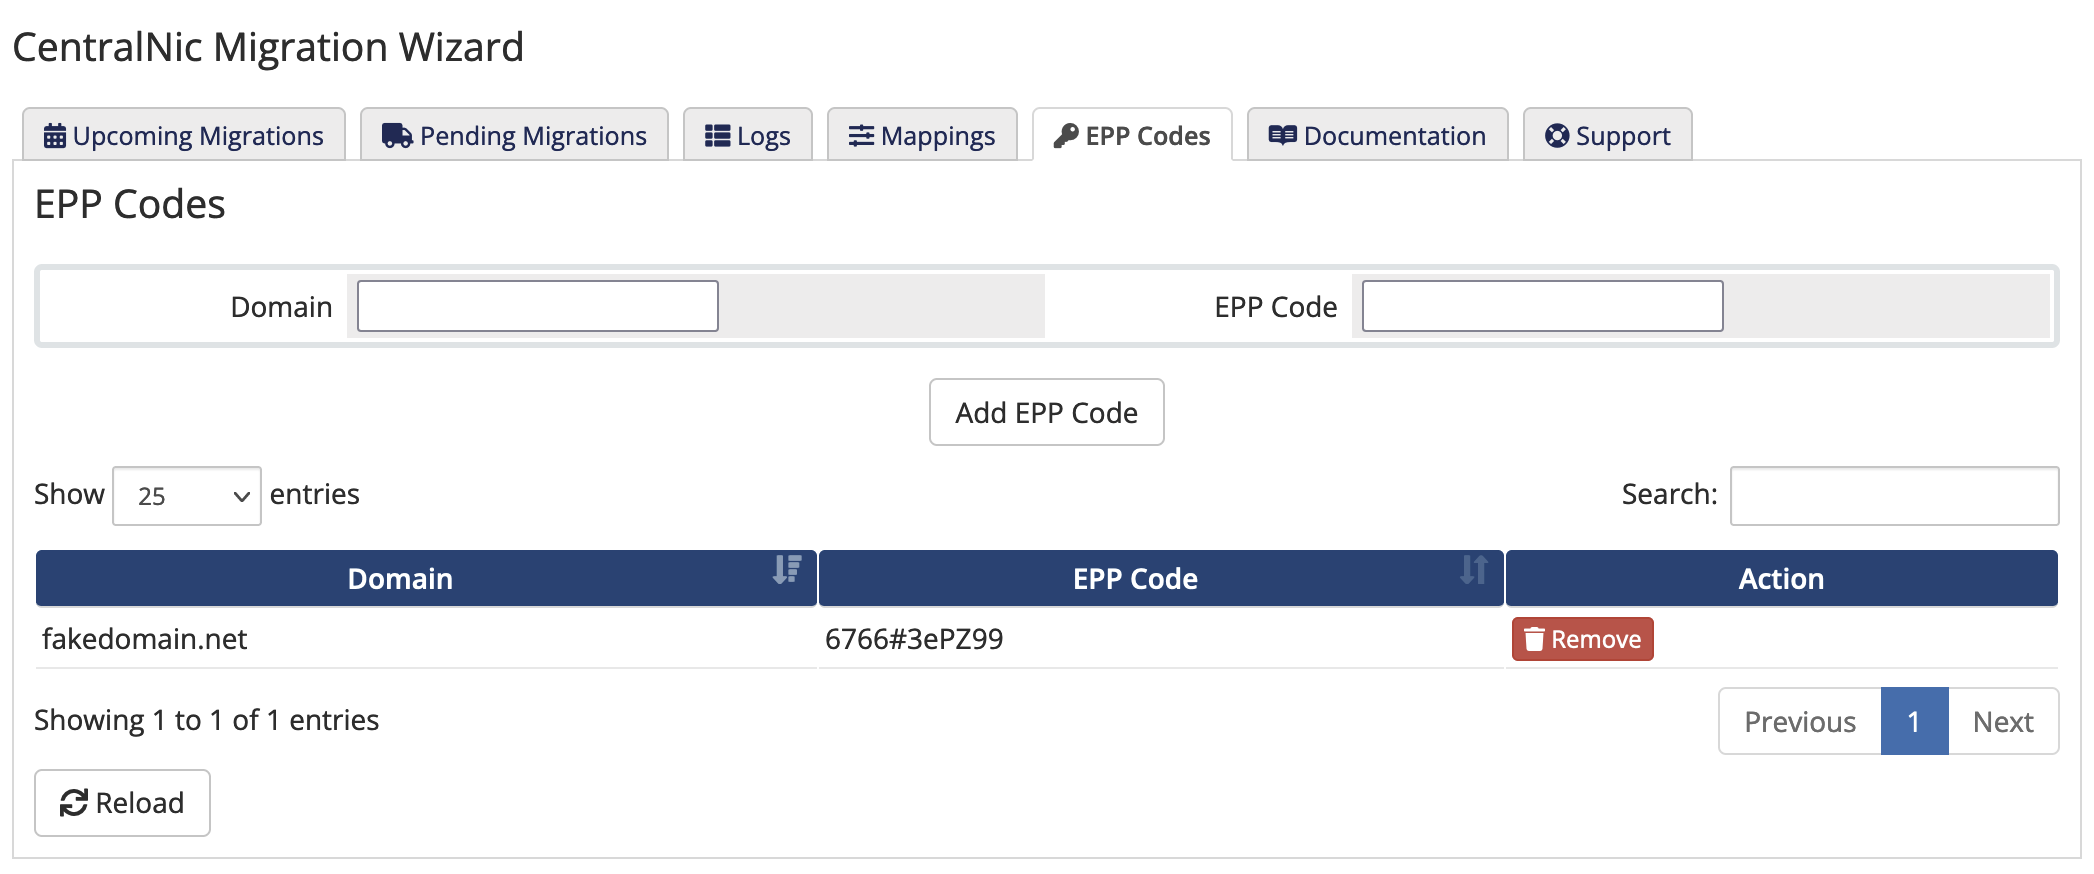 CentralNic Migration Wizard
Upcoming Migrations Pending Migrations Logs Mappings EPP Codes Documentation Support
EPP Codes
Domain EPP Code
Add EPP Code
Show 25 entries Search:
Domain EPP Code Action
fakedomain.net 6766#3ePZ99 Remove
Showing 1 to 1 of 1 entries Previous 1 Next
Reload